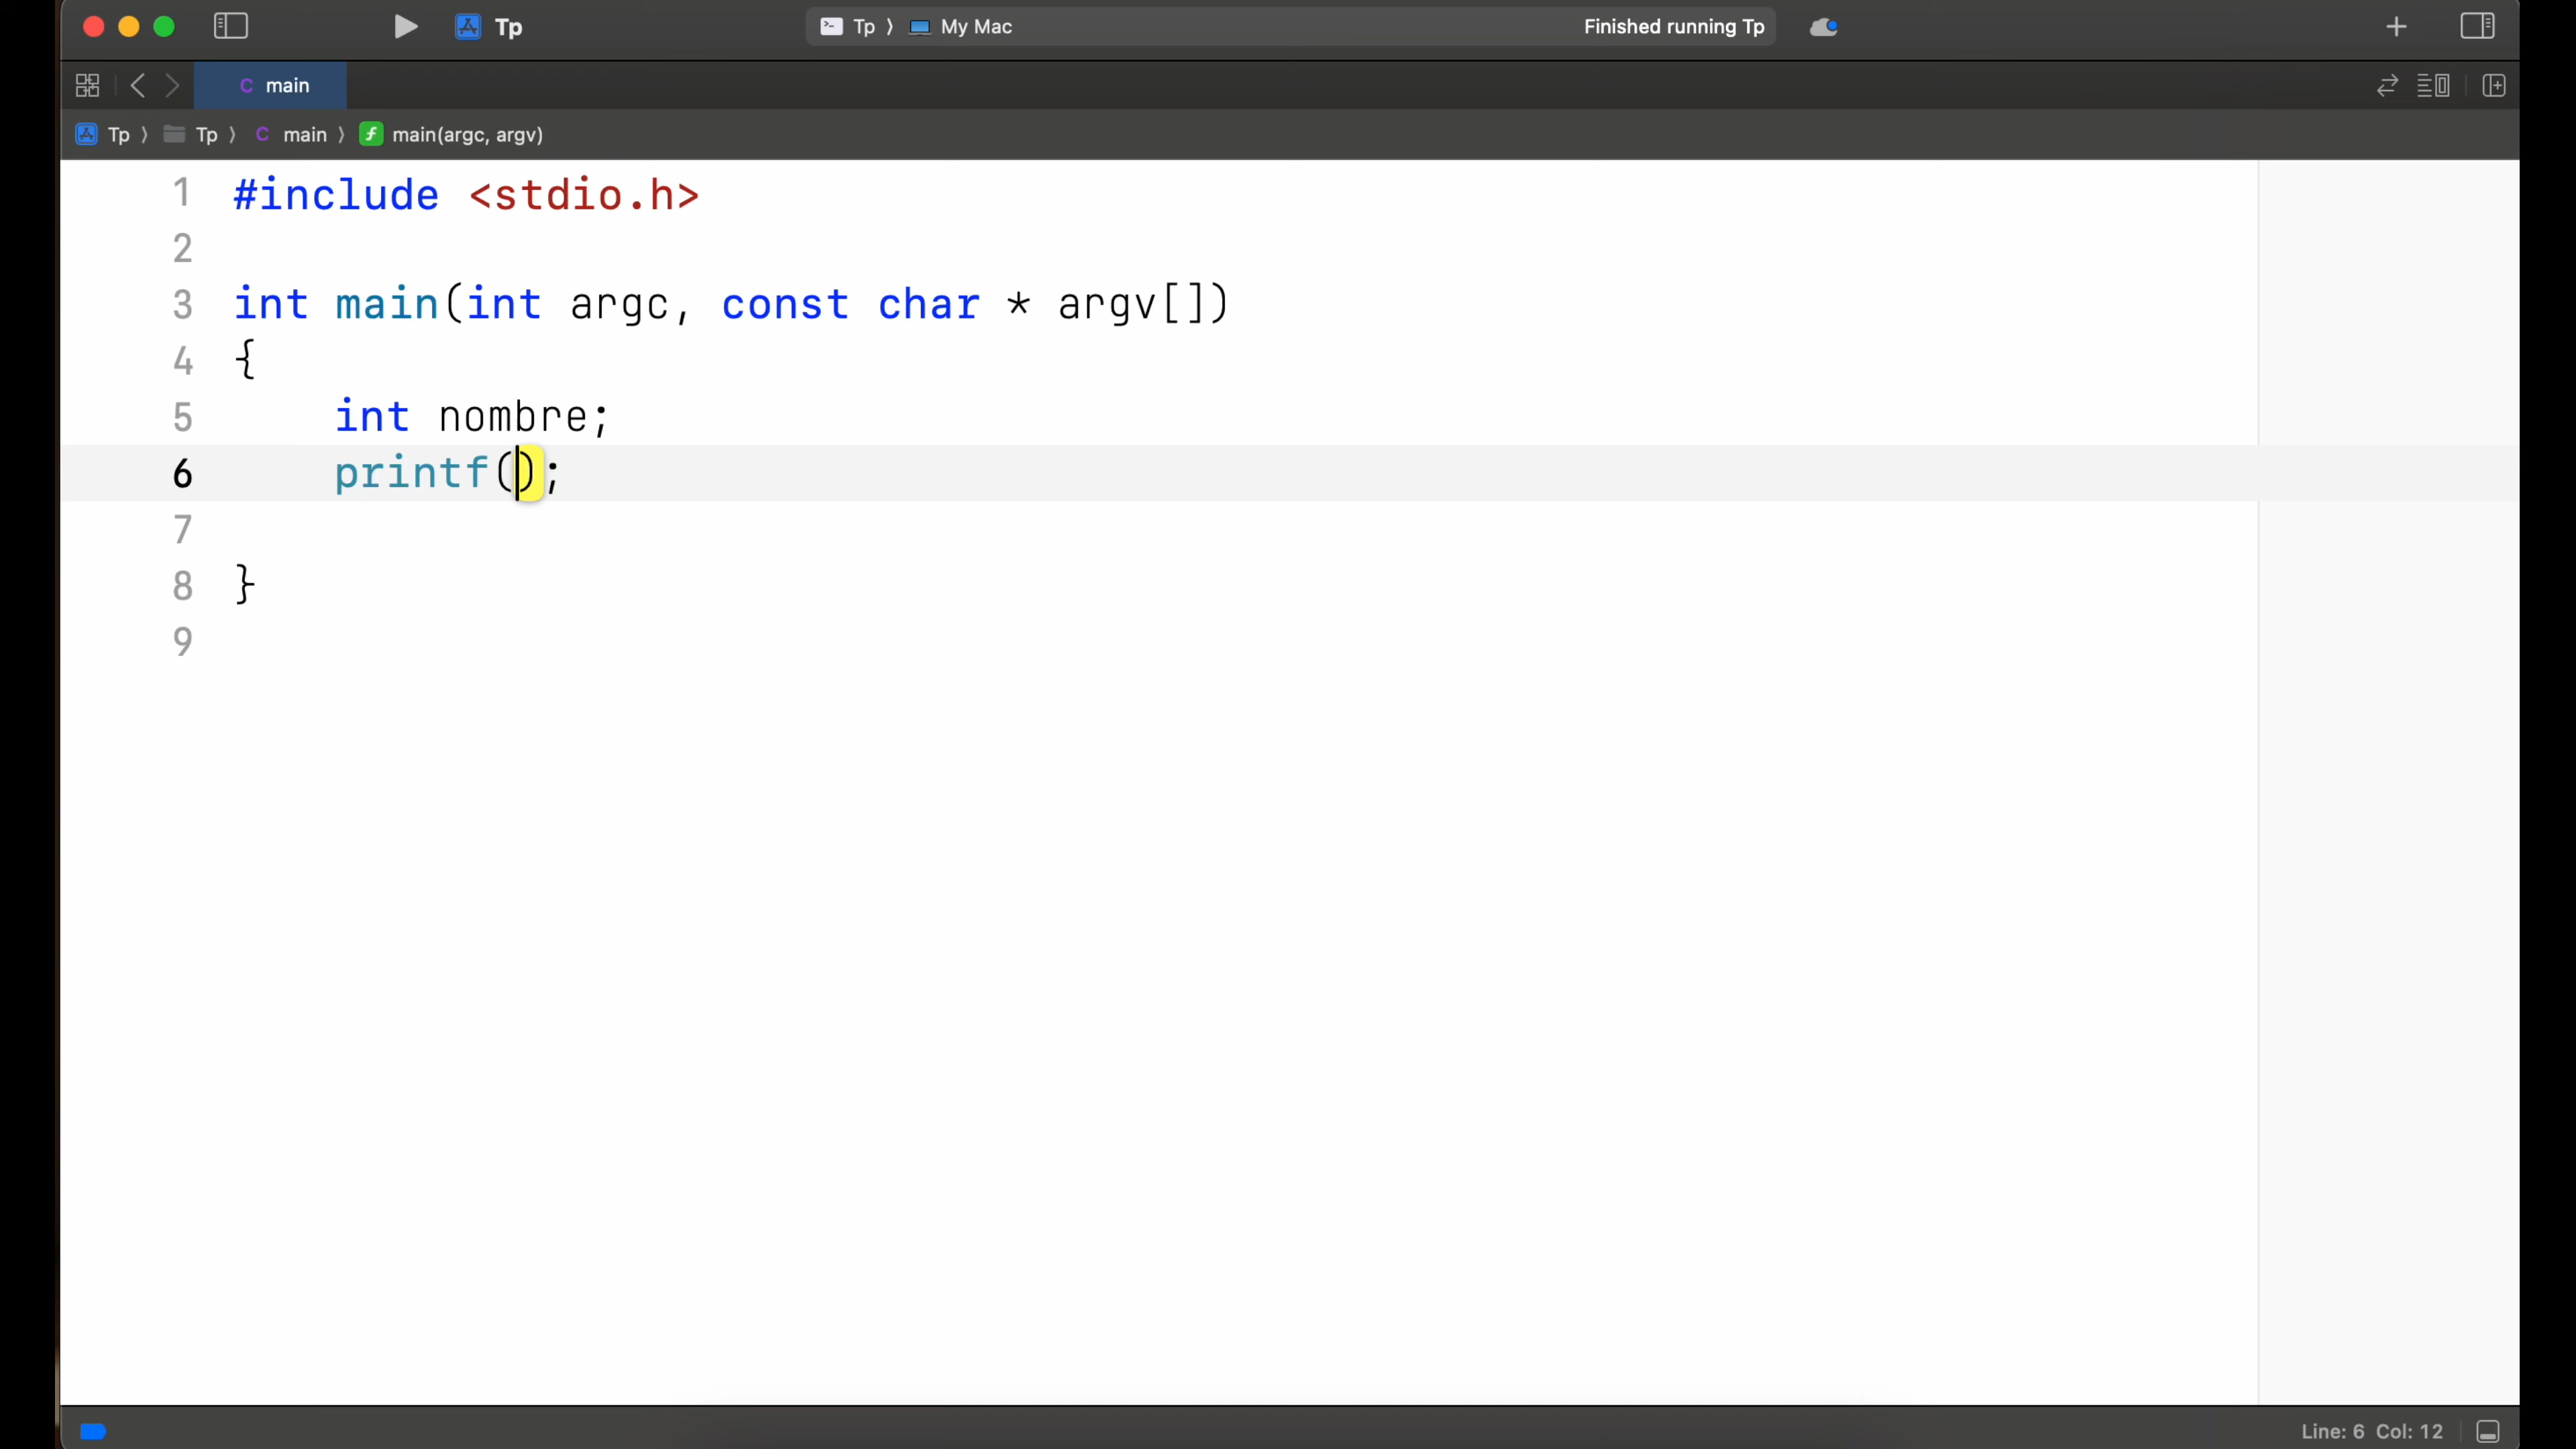 Tp
Tp 〉 My Mac
Finished running Tp
C main
Tp 〉 Tp 〉 C main 〉 f main(argc, argv)
1 #include <stdio.h>
2
3 int main(int argc, const char * argv[])
4 {
5     int nombre;
6     printf();
7
8 }
9
Line: 6 Col: 12